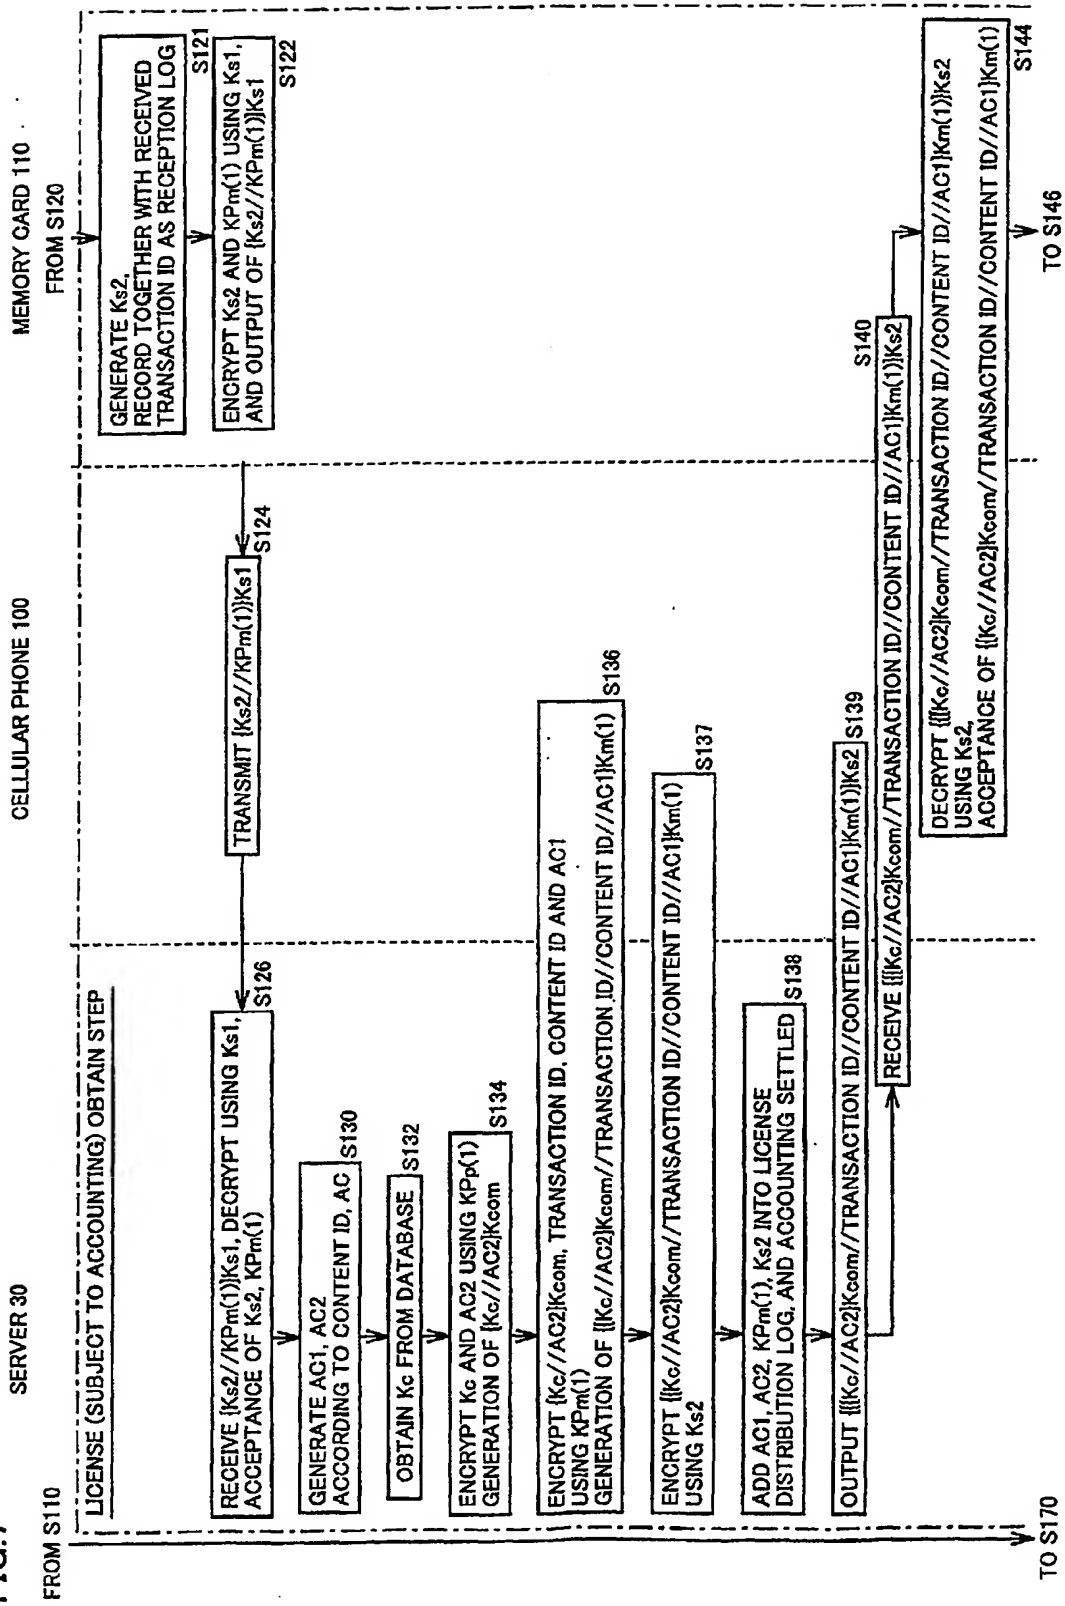 SERVER 30
CELLULAR PHONE 100
MEMORY CARD 110
FROM S110
FROM S120
LICENSE (SUBJECT TO ACCOUNTING) OBTAIN STEP
GENERATE Ks2,
RECORD TOGETHER WITH RECEIVED
TRANSACTION ID AS RECEPTION LOG
S121
ENCRYPT Ks2 AND KPm(1) USING Ks1,
AND OUTPUT OF {Ks2//KPm(1)}Ks1
S122
TRANSMIT {Ks2//KPm(1)}Ks1
S124
RECEIVE {Ks2//KPm(1)}Ks1, DECRYPT USING Ks1,
ACCEPTANCE OF Ks2, KPm(1)
S126
GENERATE AC1, AC2
ACCORDING TO CONTENT ID, AC
S130
OBTAIN Kc FROM DATABASE
S132
ENCRYPT Kc AND AC2 USING KPp(1)
GENERATION OF {Kc//AC2}Kcom
S134
ENCRYPT {Kc//AC2}Kcom, TRANSACTION ID, CONTENT ID AND AC1
USING KPm(1)
GENERATION OF {{Kc//AC2}Kcom//TRANSACTION ID//CONTENT ID//AC1}Km(1)
S136
ENCRYPT {{Kc//AC2}Kcom//TRANSACTION ID//CONTENT ID//AC1}Km(1)
USING Ks2
S137
ADD AC1, AC2, KPm(1), Ks2 INTO LICENSE
DISTRIBUTION LOG, AND ACCOUNTING SETTLED
S138
OUTPUT {{{Kc//AC2}Kcom//TRANSACTION ID//CONTENT ID//AC1}Km(1)}Ks2
S139
RECEIVE {{{Kc//AC2}Kcom//TRANSACTION ID//CONTENT ID//AC1}Km(1)}Ks2
S140
DECRYPT {{{Kc//AC2}Kcom//TRANSACTION ID//CONTENT ID//AC1}Km(1)}Ks2
USING Ks2,
ACCEPTANCE OF {{Kc//AC2}Kcom//TRANSACTION ID//CONTENT ID//AC1}Km(1)
S144
TO S170
TO S146